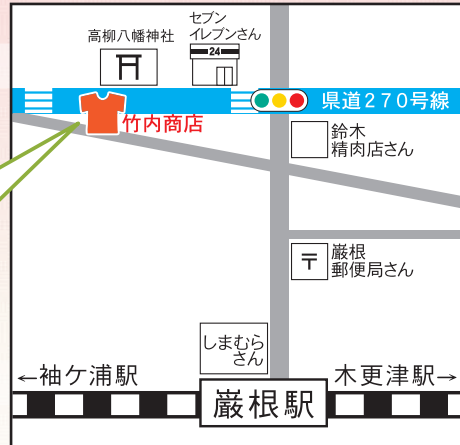 セブン
イレブンさん
高柳八幡神社
24
県道270号線
竹内商店
鈴木
精肉店さん
〒
巌根
郵便局さん
しまむら
さん
←袖ケ浦駅
木更津駅→
巌根駅